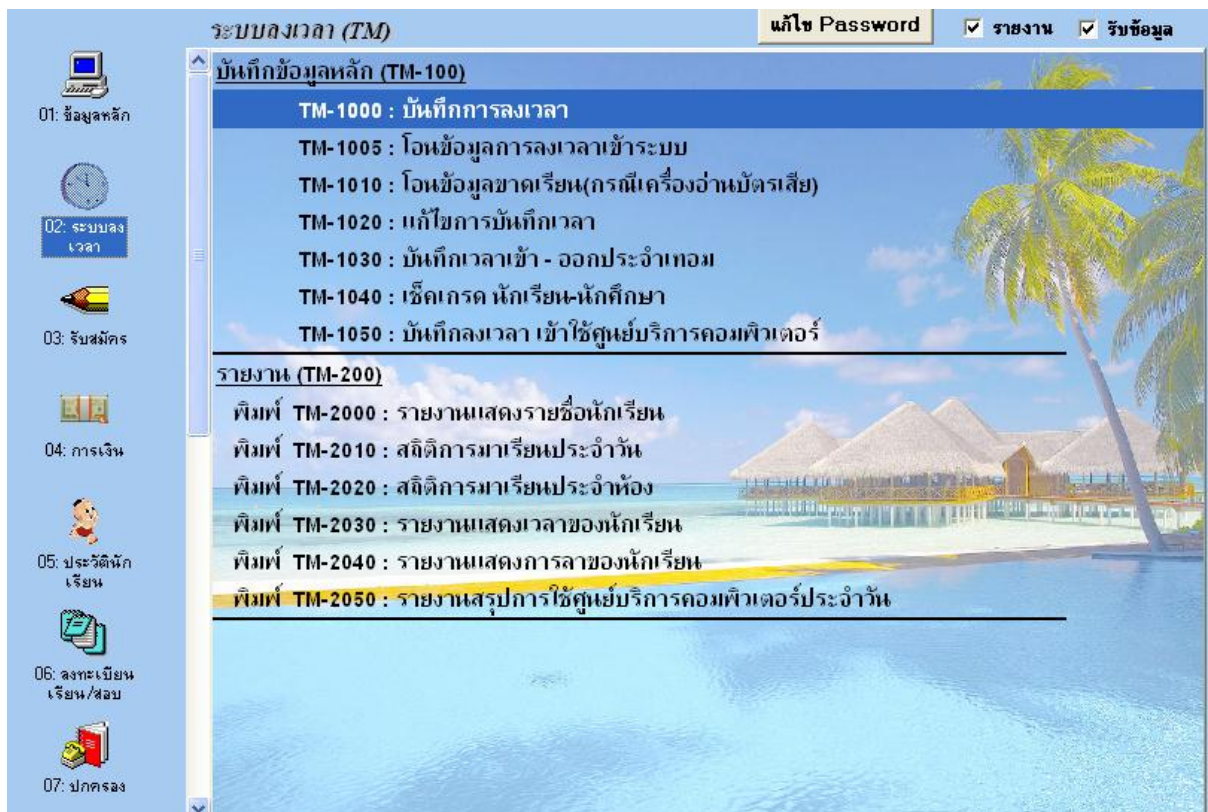 ระบบลงเวลา (TM)
แก้ไข Password
รายงาน
รับข้อมูล
01: ข้อมูลหลัก
02: ระบบลง
เวลา
03: รับสมัคร
04: การเงิน
05: ประวัตินัก
เรียน
06: ลงทะเบียน
เรียน/สอบ
07: ปกครอง
บันทึกข้อมูลหลัก (TM-100)
TM-1000 : บันทึกการลงเวลา
TM-1005 : โอนข้อมูลการลงเวลาเข้าระบบ
TM-1010 : โอนข้อมูลขาดเรียน(กรณีเครื่องอ่านบัตรเสีย)
TM-1020 : แก้ไขการบันทึกเวลา
TM-1030 : บันทึกเวลาเข้า - ออกประจำเทอม
TM-1040 : เช็คเกรด นักเรียน-นักศึกษา
TM-1050 : บันทึกลงเวลา เข้าใช้ศูนย์บริการคอมพิวเตอร์
รายงาน (TM-200)
พิมพ์ TM-2000 : รายงานแสดงรายชื่อนักเรียน
พิมพ์ TM-2010 : สถิติการมาเรียนประจำวัน
พิมพ์ TM-2020 : สถิติการมาเรียนประจำห้อง
พิมพ์ TM-2030 : รายงานแสดงเวลาของนักเรียน
พิมพ์ TM-2040 : รายงานแสดงการลาของนักเรียน
พิมพ์ TM-2050 : รายงานสรุปการใช้ศูนย์บริการคอมพิวเตอร์ประจำวัน